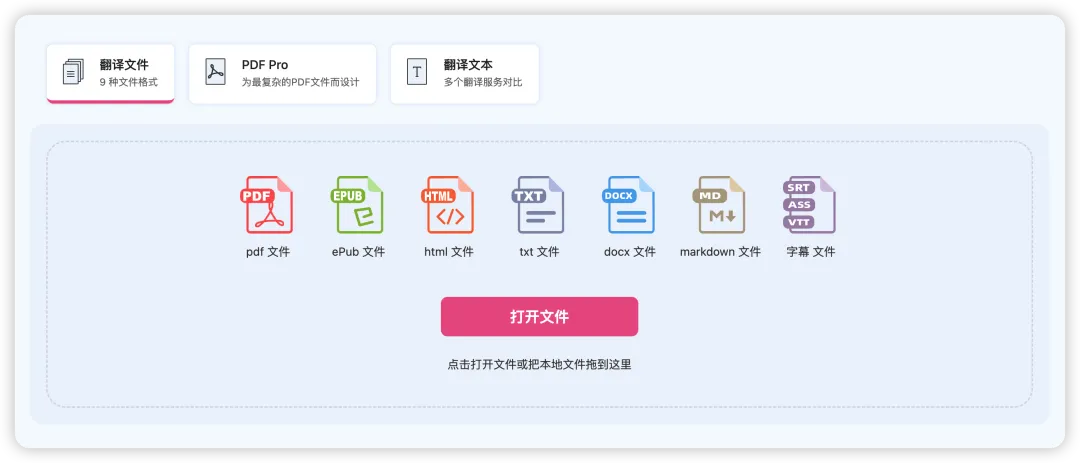 翻译文件
9 种文件格式
PDF Pro
为最复杂的PDF文件而设计
T
翻译文本
多个翻译服务对比
PDF
EPUB
HTML
</>
TXT
DOCX
MD
M
SRT
ASS
VTT
pdf 文件
ePub 文件
html 文件
txt 文件
docx 文件
markdown 文件
字幕 文件
打开文件
点击打开文件或把本地文件拖到这里